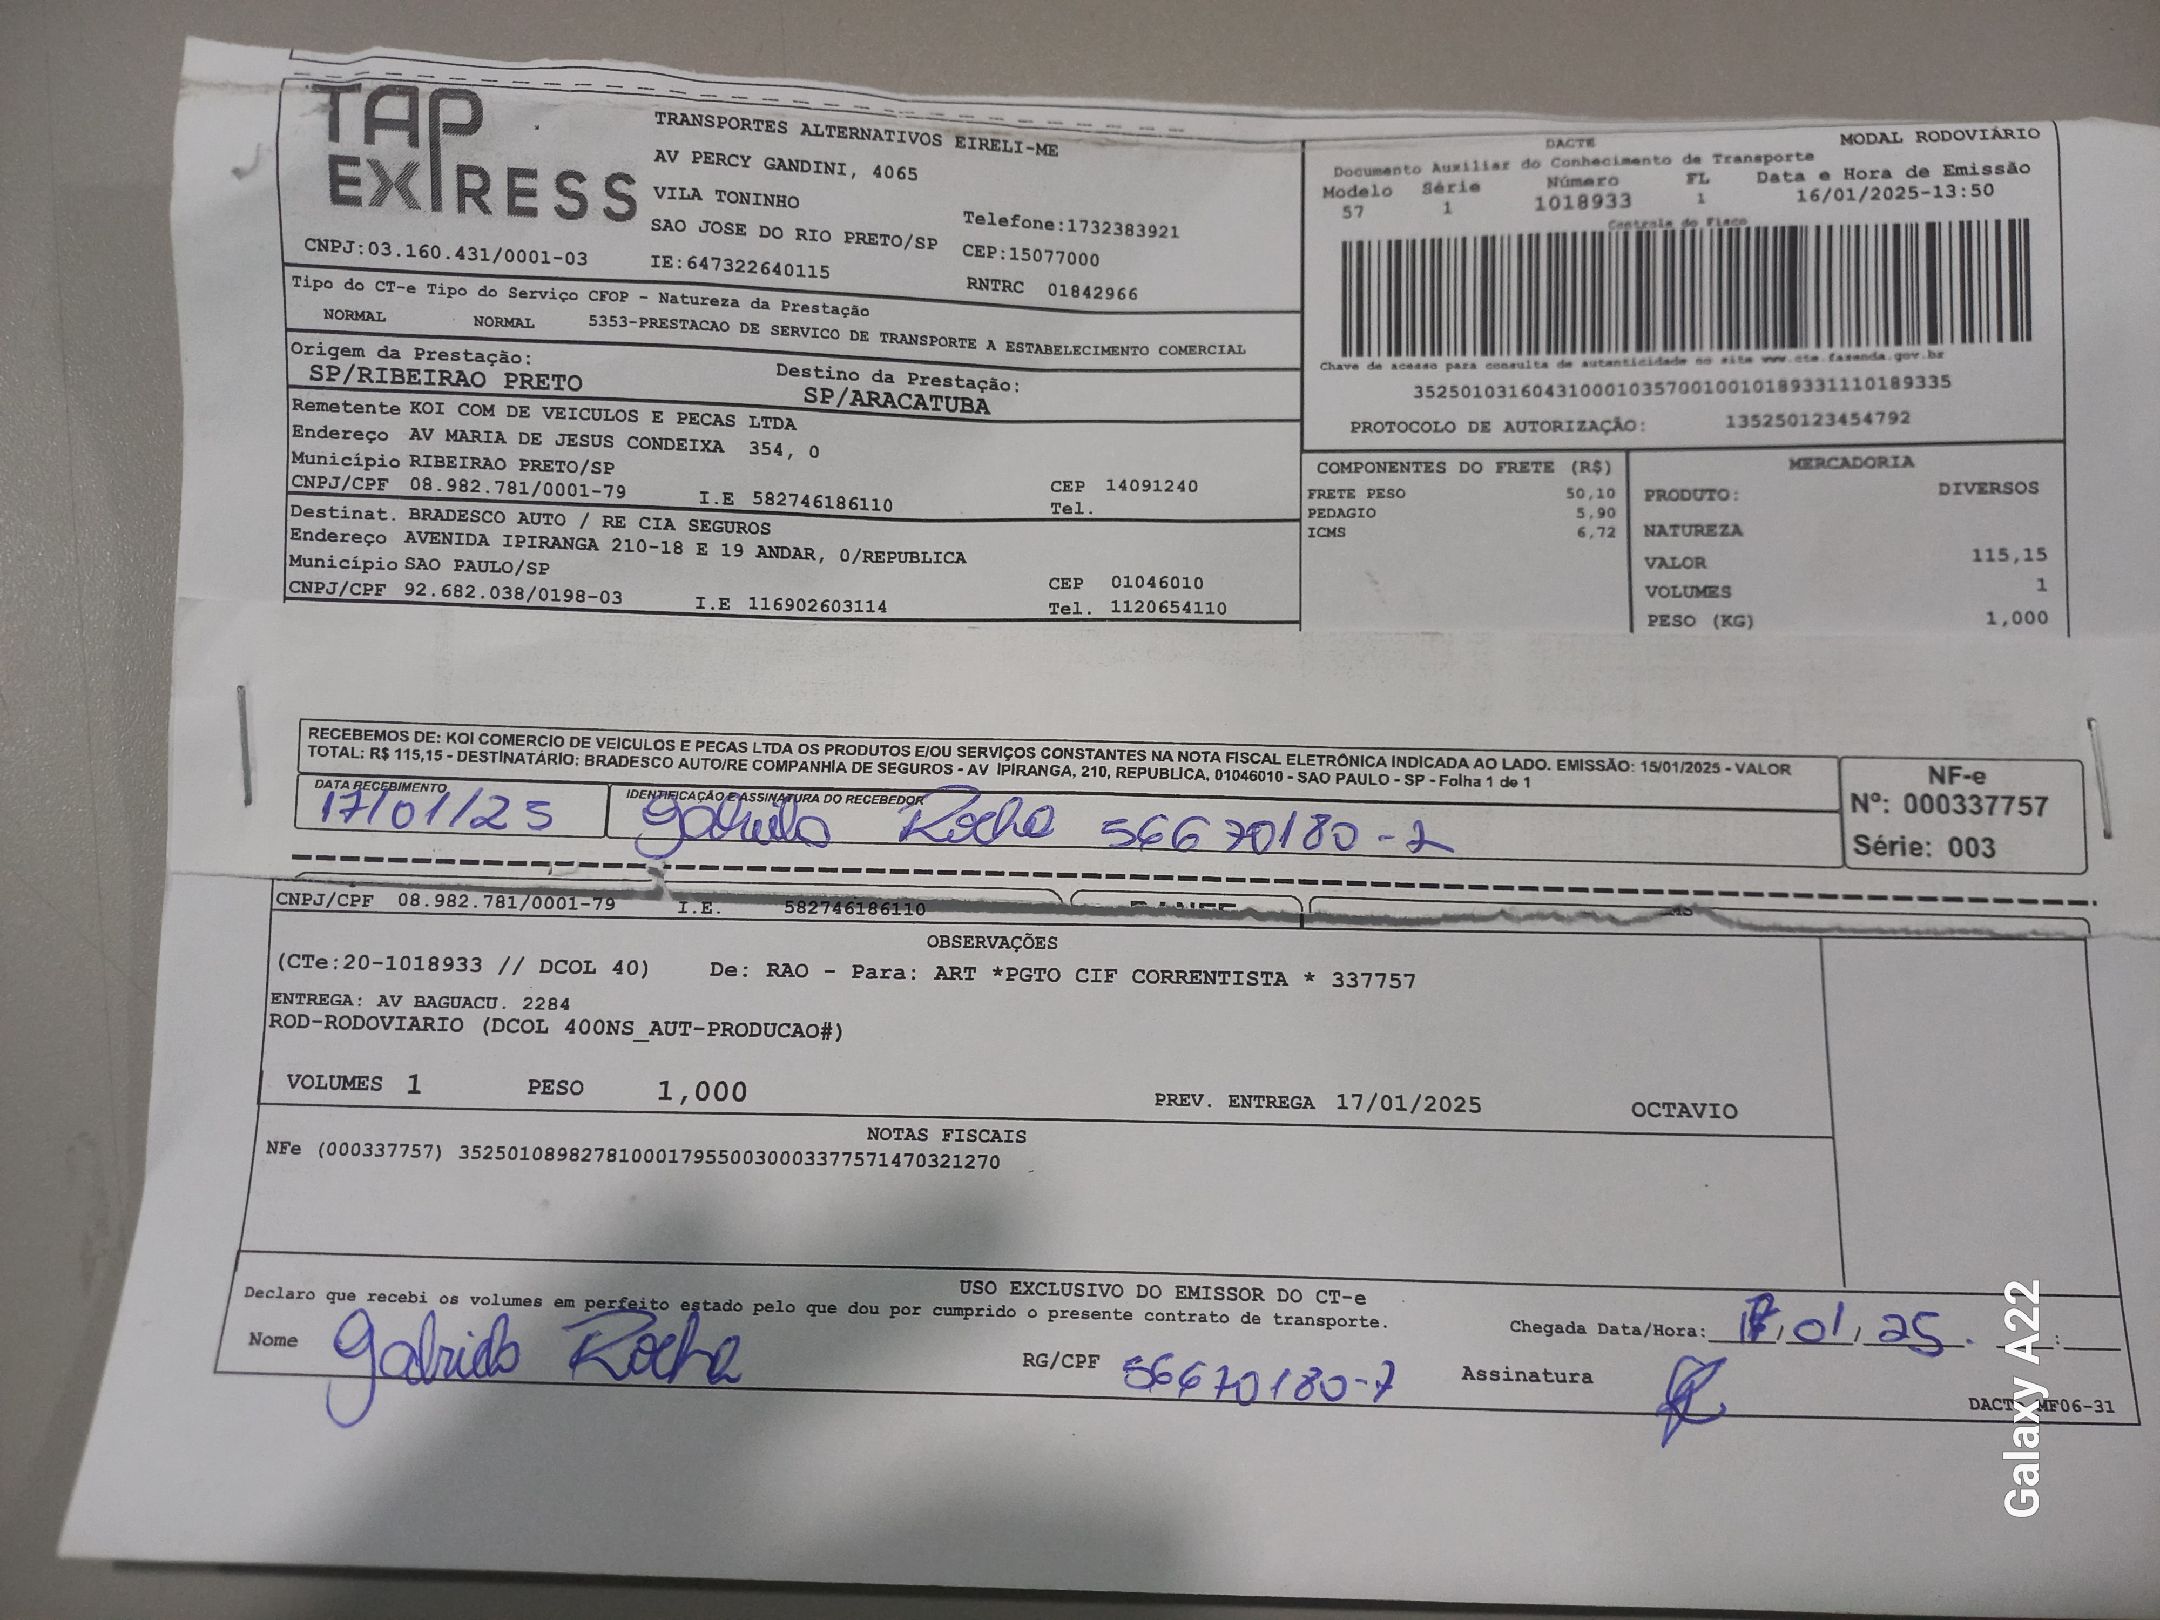 TAP EXPRESS
TRANSPORTES ALTERNATIVOS EIRELI-ME
AV PERCY GANDINI, 4065
VILA TONINHO
SAO JOSE DO RIO PRETO/SP
Telefone:1732383921
CEP:15077000
CNPJ:03.160.431/0001-03 IE:647322640115 RNTRC 01842966
DACTE MODAL RODOVIÁRIO
Documento Auxiliar do Conhecimento de Transporte
Modelo Série Número FL Data e Hora de Emissão
57 1 1018933 1 16/01/2025-13:50
Controle do Fisco
Chave de acesso para consulta de autenticidade no site www.cte.fazenda.gov.br
35250103160431000103570010010189331110189335
PROTOCOLO DE AUTORIZAÇÃO: 135250123454792
Tipo do CT-e Tipo do Serviço CFOP - Natureza da Prestação
NORMAL NORMAL 5353-PRESTACAO DE SERVICO DE TRANSPORTE A ESTABELECIMENTO COMERCIAL
Origem da Prestação: Destino da Prestação:
SP/RIBEIRAO PRETO SP/ARACATUBA
Remetente KOI COM DE VEICULOS E PECAS LTDA
Endereço AV MARIA DE JESUS CONDEIXA 354, 0
Município RIBEIRAO PRETO/SP CEP 14091240
CNPJ/CPF 08.982.781/0001-79 I.E 582746186110 Tel.
Destinat. BRADESCO AUTO / RE CIA SEGUROS
Endereço AVENIDA IPIRANGA 210-18 E 19 ANDAR, 0/REPUBLICA
Município SAO PAULO/SP CEP 01046010
CNPJ/CPF 92.682.038/0198-03 I.E 116902603114 Tel. 1120654110
COMPONENTES DO FRETE (R$)
FRETE PESO 50,10
PEDAGIO 5,90
ICMS 6,72
MERCADORIA
PRODUTO: DIVERSOS
NATUREZA
VALOR 115,15
VOLUMES 1
PESO (KG) 1,000
RECEBEMOS DE: KOI COMERCIO DE VEICULOS E PECAS LTDA OS PRODUTOS E/OU SERVIÇOS CONSTANTES NA NOTA FISCAL ELETRÔNICA INDICADA AO LADO. EMISSÃO: 15/01/2025 - VALOR
TOTAL: R$ 115,15 - DESTINATÁRIO: BRADESCO AUTO/RE COMPANHIA DE SEGUROS - AV IPIRANGA, 210, REPUBLICA, 01046010 - SAO PAULO - SP - Folha 1 de 1
DATA RECEBIMENTO IDENTIFICAÇÃO E ASSINATURA DO RECEBEDOR
17/01/25 Rocha
NF-e
Nº: 000337757
Série: 003
CNPJ/CPF 08.982.781/0001-79 I.E. 582746186110
OBSERVAÇÕES
(CTe:20-1018933 // DCOL 40) De: RAO - Para: ART *PGTO CIF CORRENTISTA * 337757
ENTREGA: AV BAGUACU. 2284
ROD-RODOVIARIO (DCOL 400NS_AUT-PRODUCAO#)
VOLUMES 1 PESO 1,000 PREV. ENTREGA 17/01/2025 OCTAVIO
NOTAS FISCAIS
NFe (000337757) 35250108982781000179550030003377571470321270
USO EXCLUSIVO DO EMISSOR DO CT-e
Declaro que recebi os volumes em perfeito estado pelo que dou por cumprido o presente contrato de transporte.
Nome Rocha RG/CPF 56670180-7 Chegada Data/Hora: 17/01/25 :
Assinatura
MF06-31
Galaxy A22